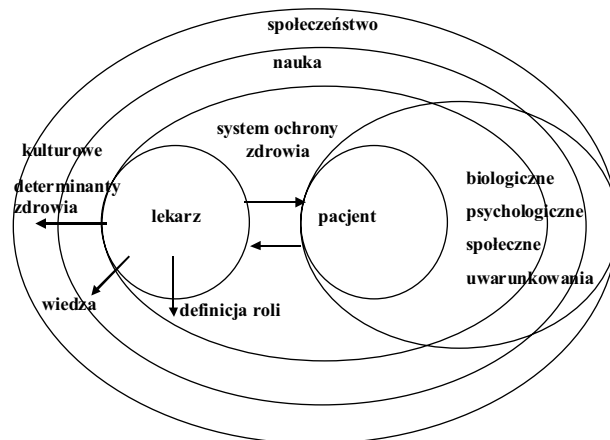 społeczeństwo
nauka
system ochrony
zdrowia
kulturowe
determinanty
zdrowia
lekarz
pacjent
biologiczne
psychologiczne
społeczne
uwarunkowania
wiedza
definicja roli